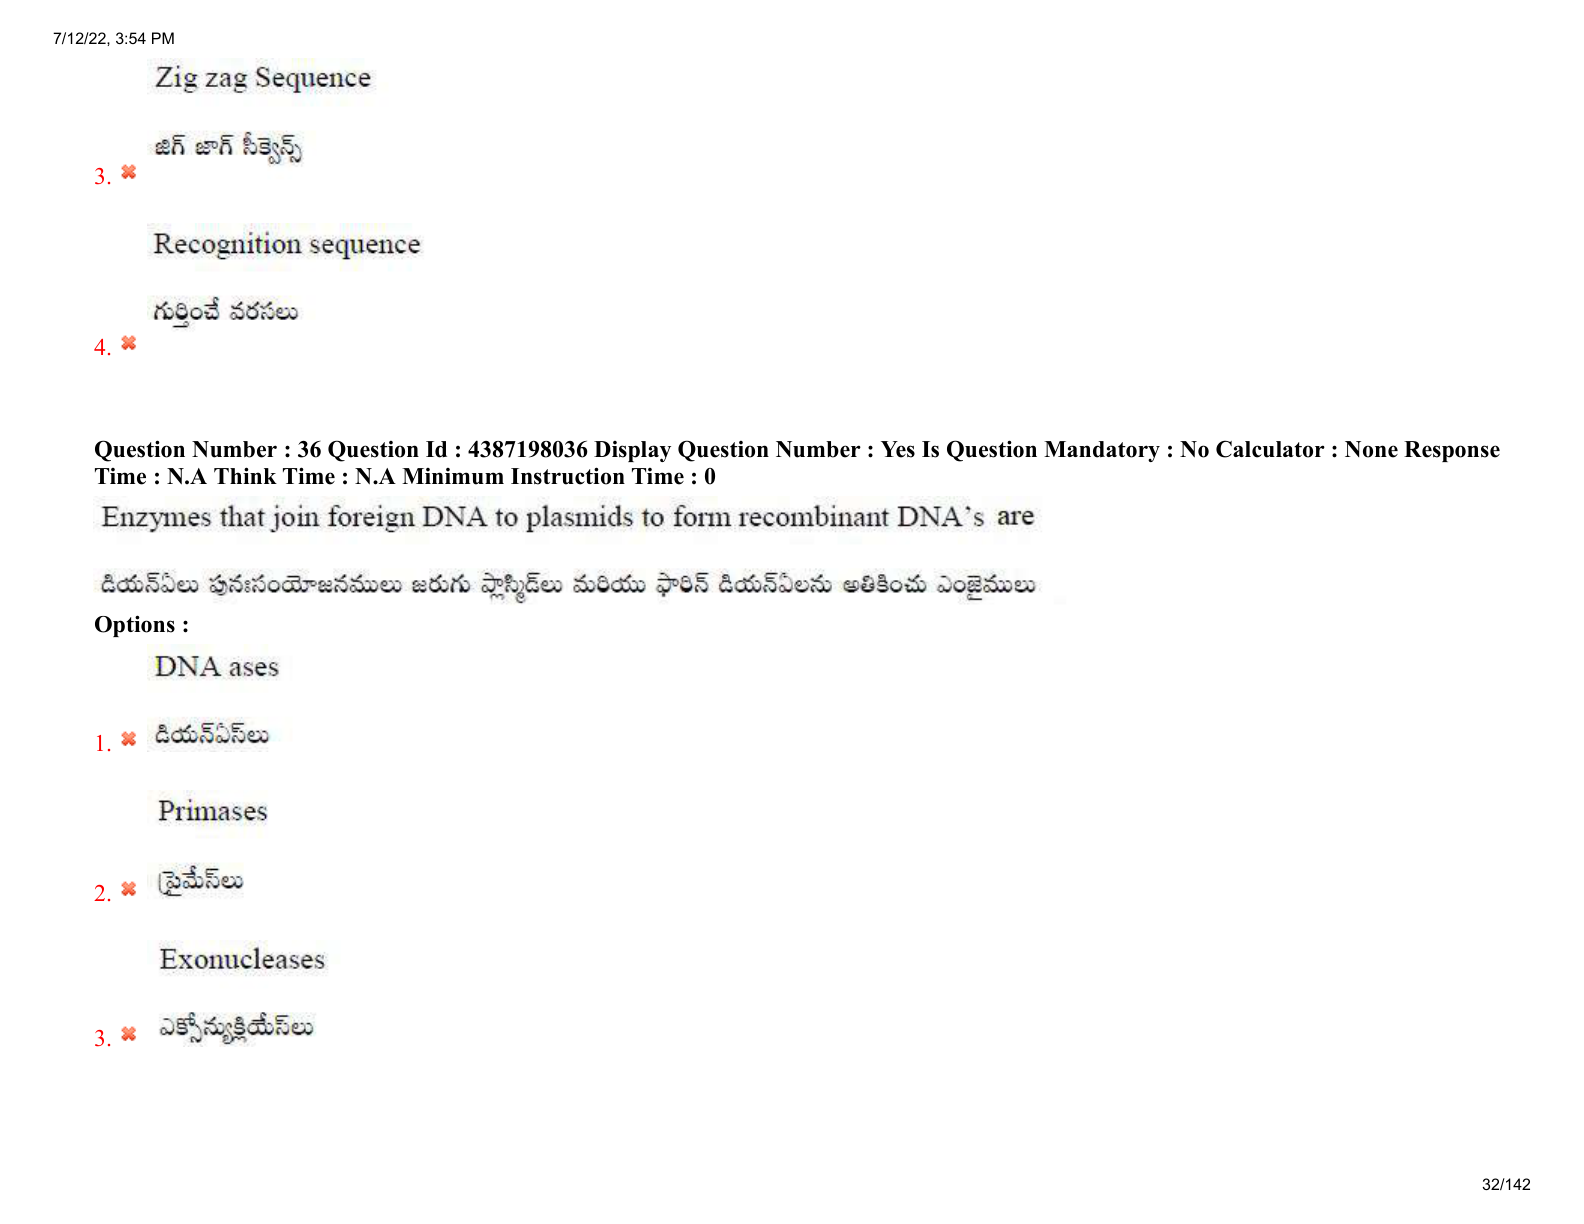 7/12/22, 3:54 PM
Zig zag Sequence
జిగ్ జాగ్ సీక్వెన్స్
3.
Recognition sequence
గుర్తించే వరసలు
4.
Question Number : 36 Question Id : 4387198036 Display Question Number : Yes Is Question Mandatory : No Calculator : None Response
Time : N.A Think Time : N.A Minimum Instruction Time : 0
Enzymes that join foreign DNA to plasmids to form recombinant DNA's are
డియన్ఏలు పునఃసంయోజనములు జరుగు ప్లాస్మిడ్‌లు మరియు ఫారిన్ డియన్ఏలను అతికించు ఎంజైములు
Options :
DNA ases
1. డియన్ఏస్‌లు
Primases
2. ప్రైమేస్‌లు
Exonucleases
3. ఎక్సోన్యుక్లియేస్‌లు
32/142